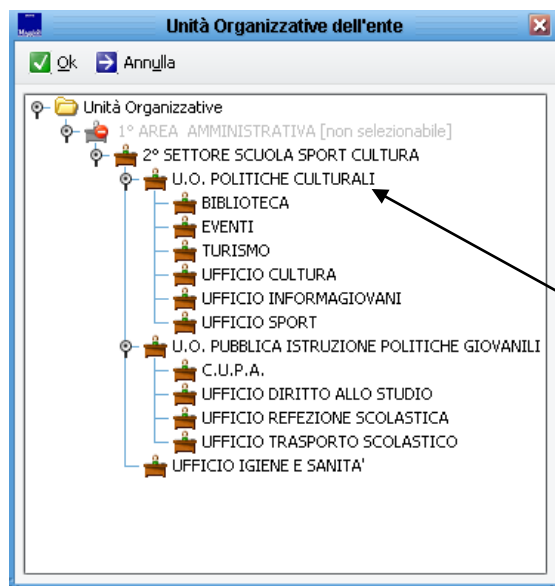 Unità Organizzative dell'ente
Ok Annulla
Unità Organizzative
1° AREA AMMINISTRATIVA [non selezionabile]
2° SETTORE SCUOLA SPORT CULTURA
U.O. POLITICHE CULTURALI
BIBLIOTECA
EVENTI
TURISMO
UFFICIO CULTURA
UFFICIO INFORMAGIOVANI
UFFICIO SPORT
U.O. PUBBLICA ISTRUZIONE POLITICHE GIOVANILI
C.U.P.A.
UFFICIO DIRITTO ALLO STUDIO
UFFICIO REFEZIONE SCOLASTICA
UFFICIO TRASPORTO SCOLASTICO
UFFICIO IGIENE E SANITA'